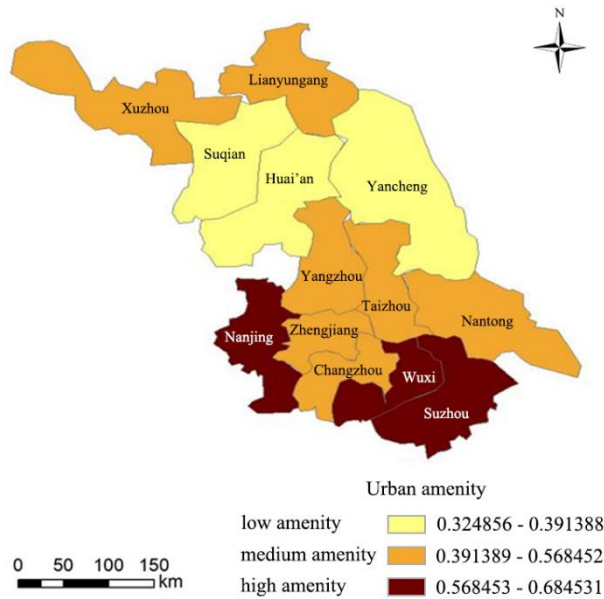 N
Lianyungang
Xuzhou
Suqian
Huai'an
Yancheng
Yangzhou
Taizhou
Nantong
Nanjing
Zhengjiang
Changzhou
Wuxi
Suzhou
Urban amenity
low amenity 0.324856 - 0.391388
medium amenity 0.391389 - 0.568452
high amenity 0.568453 - 0.684531
0 50 100 150
km